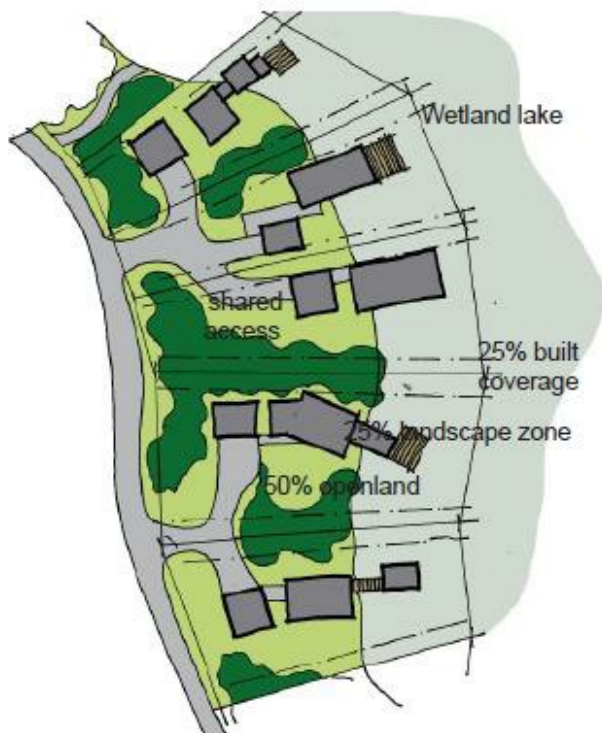 Wetland lake
shared
access
25% built
coverage
25% landscape zone
50% openland